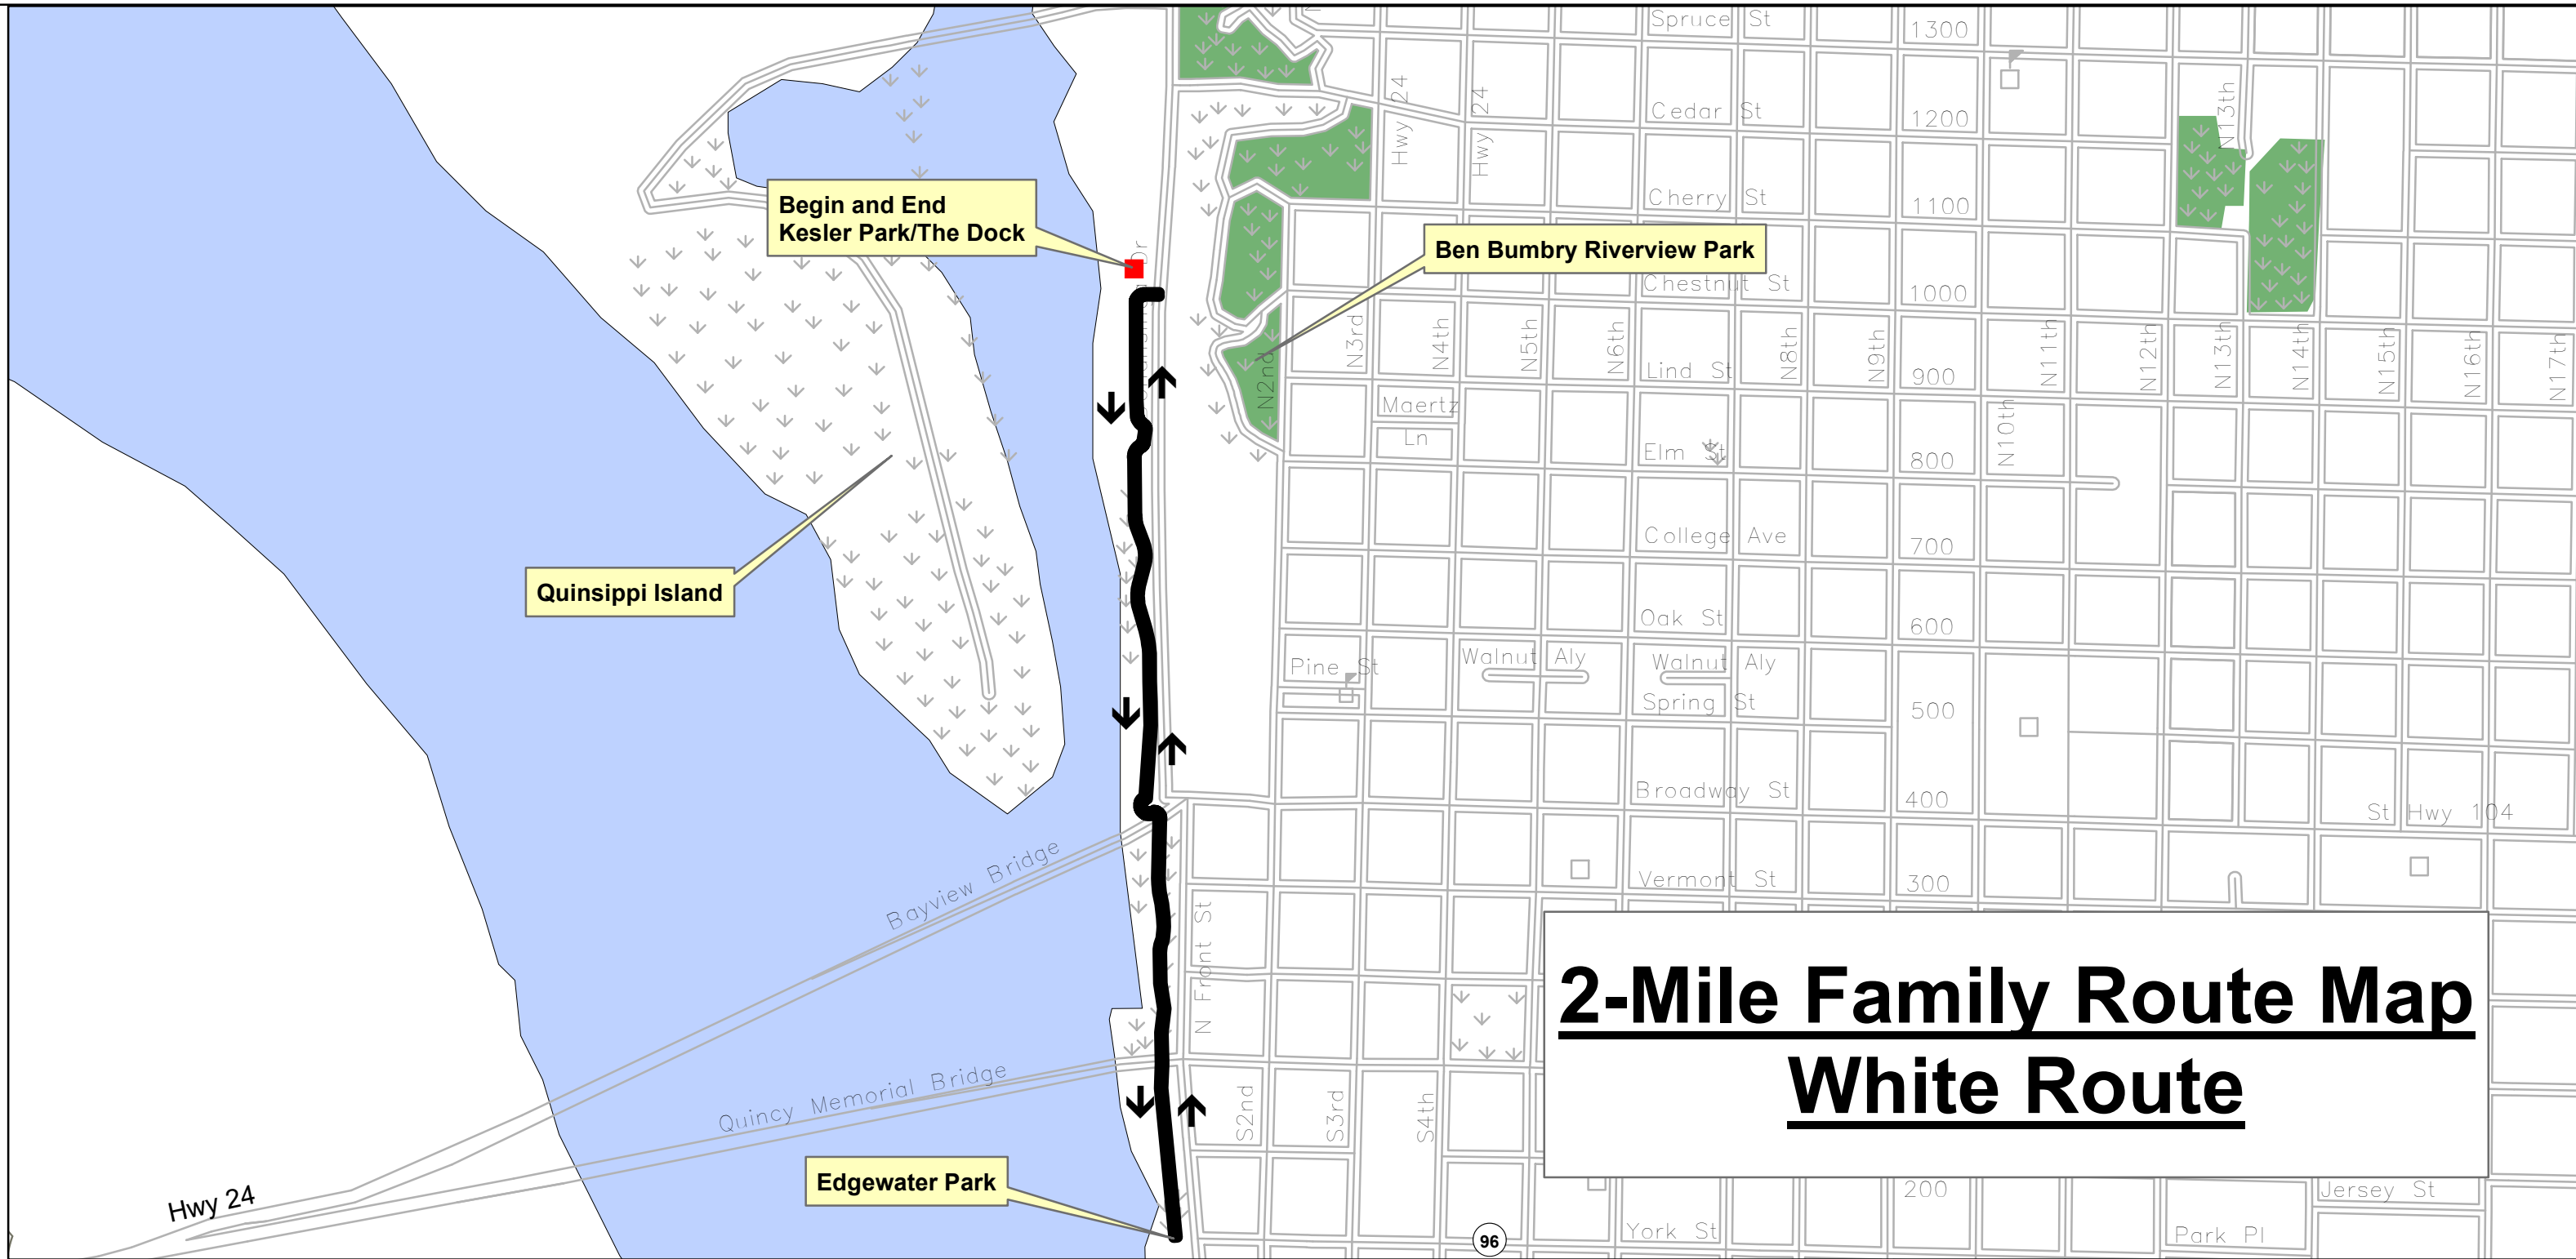 Spruce St
1300
Hwy 24
Hwy 24
Cedar St
1200
N13th
Cherry St
1100
Begin and End
Kesler Park/The Dock
Ben Bumbry Riverview Park
Chestnut St
1000
N2nd
N3rd
N4th
N5th
N6th
Lind St
N8th
N9th
900
N11th
N12th
N13th
N14th
N15th
N16th
N17th
Maertz
Ln
Elm St
800
N10th
College Ave
700
Quinsippi Island
Oak St
600
Pine St
Walnut Aly
Walnut Aly
Spring St
500
Broadway St
400
St Hwy 104
Bayview Bridge
Vermont St
300
N Front St
2-Mile Family Route Map
White Route
Quincy Memorial Bridge
S2nd
S3rd
S4th
Edgewater Park
Hwy 24
200
Jersey St
96
York St
Park Pl